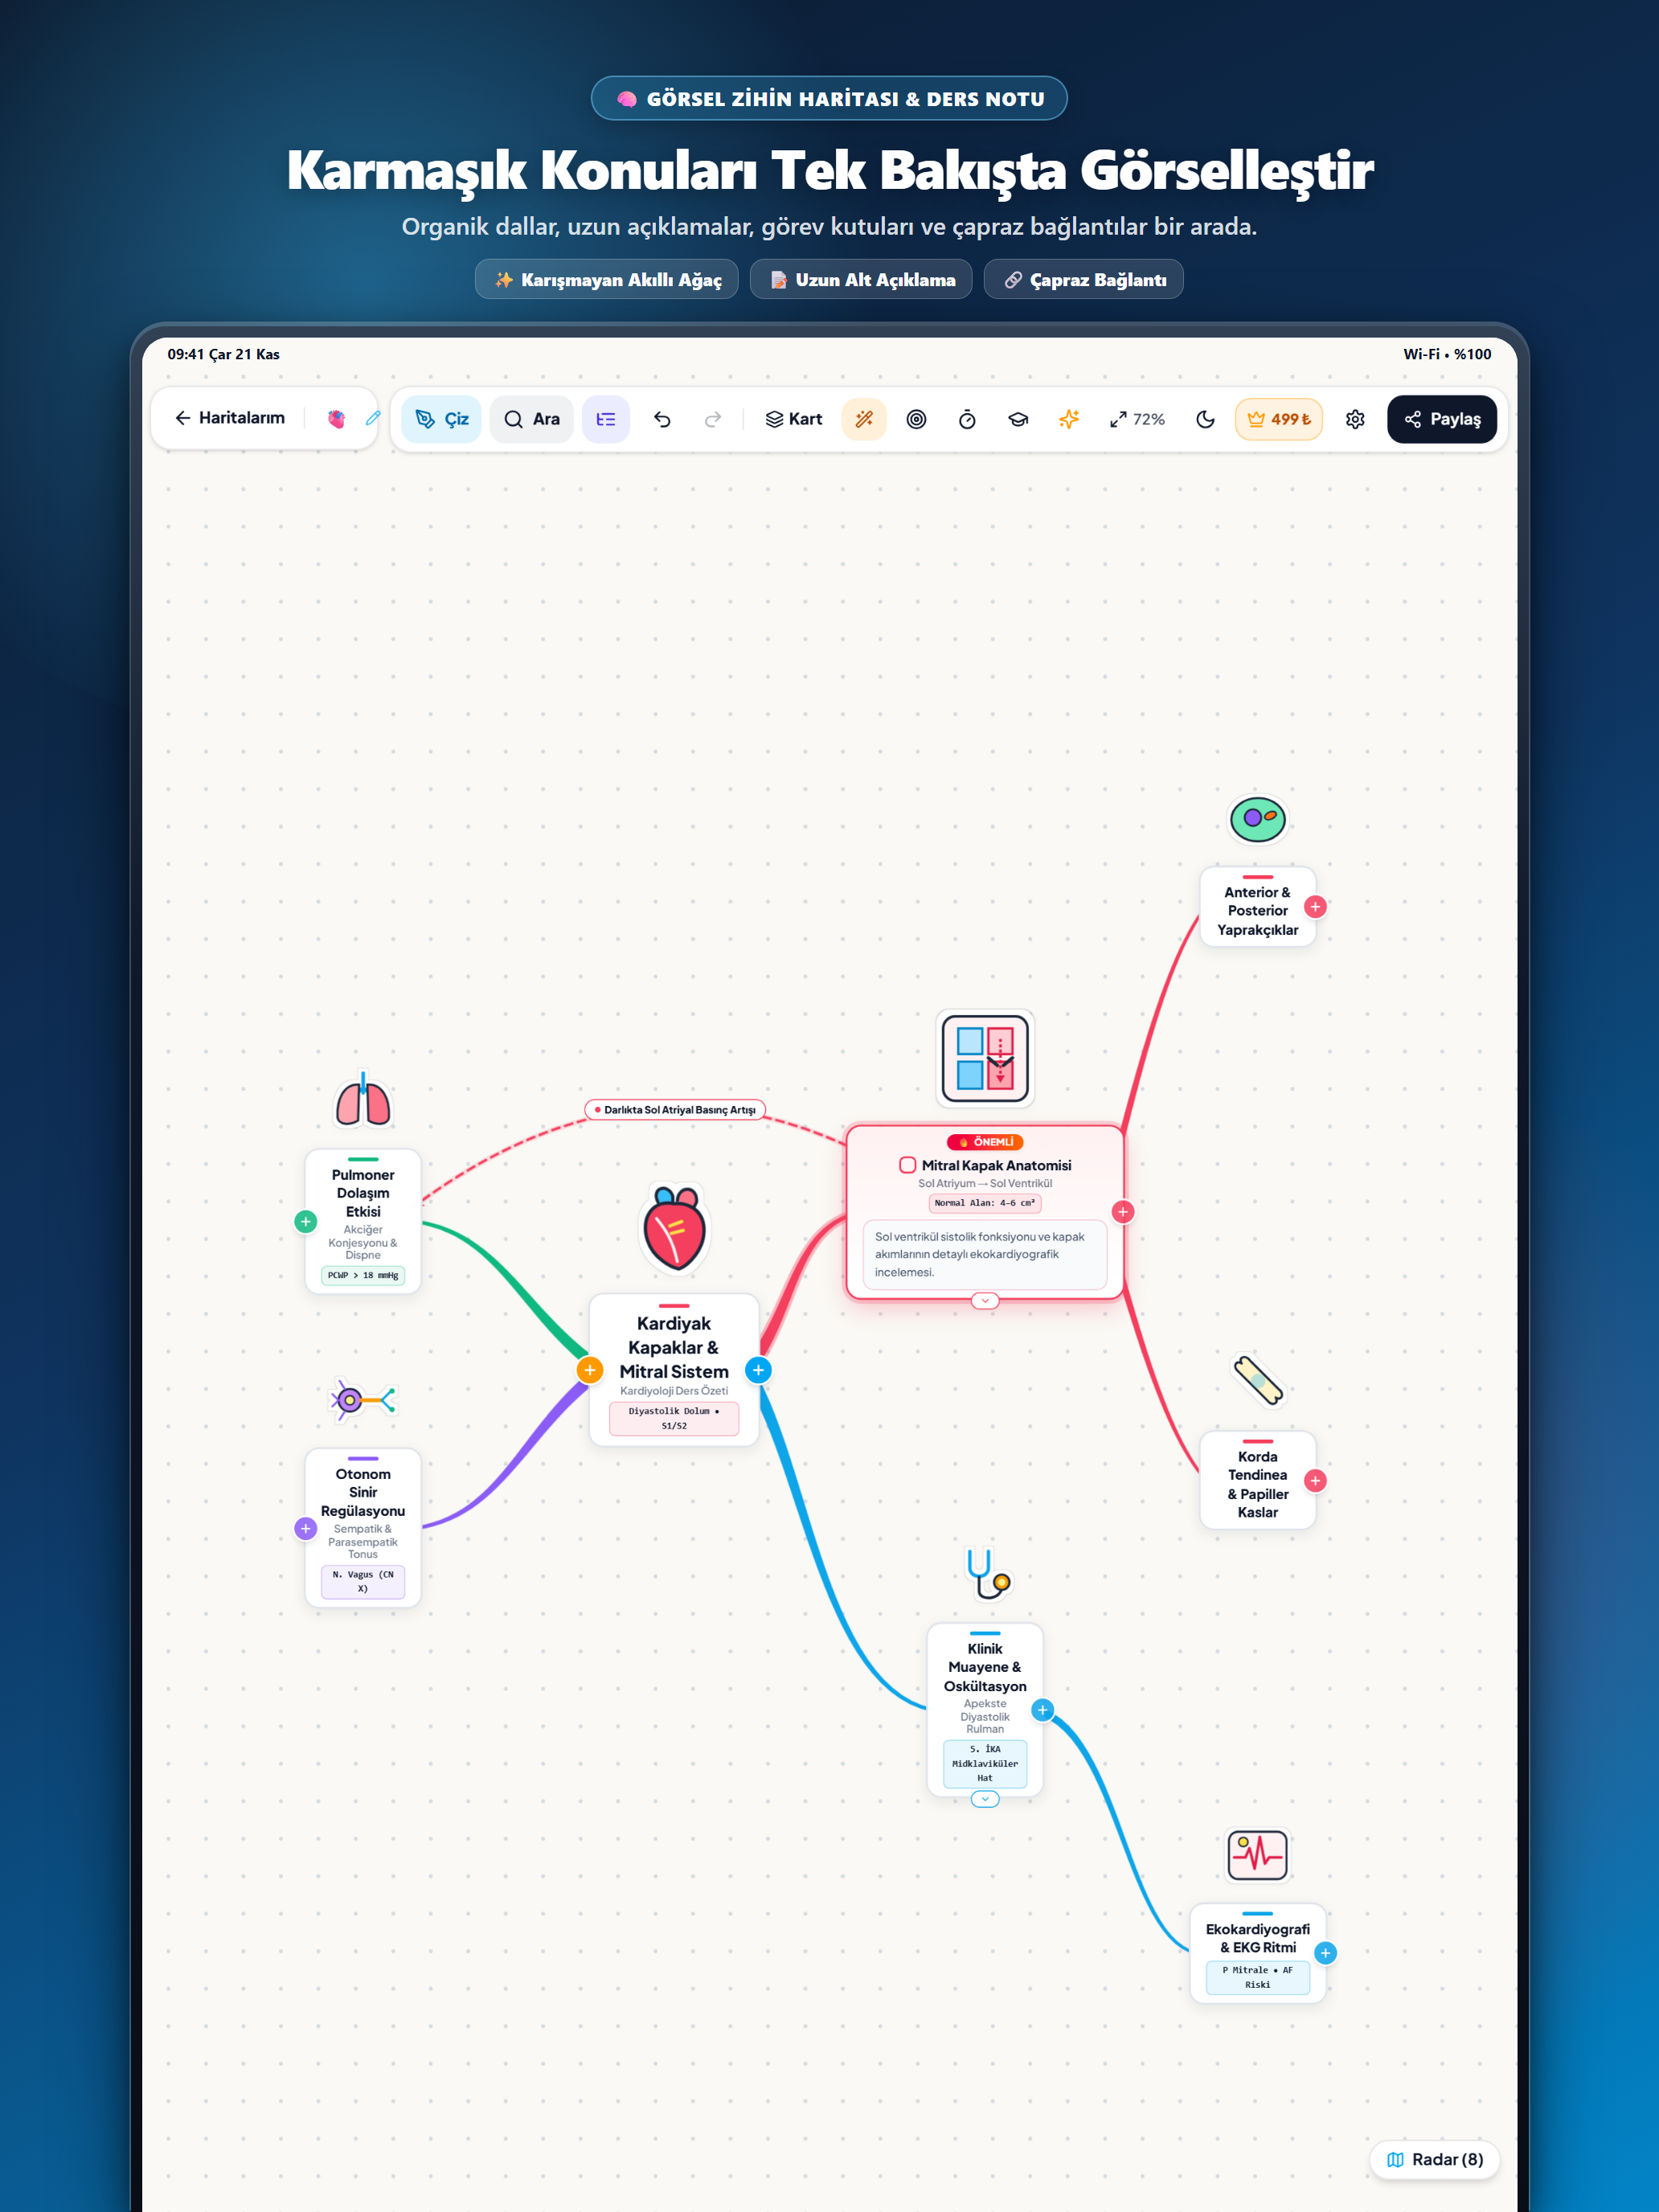 GÖRSEL ZİHİN HARİTASI & DERS NOTU
Karmaşık Konuları Tek Bakışta Görselleştir
Organik dallar, uzun açıklamalar, görev kutuları ve çapraz bağlantılar bir arada.
Karışmayan Akıllı Ağaç
Uzun Alt Açıklama
Çapraz Bağlantı
09:41 Çar 21 Kas
Wi-Fi • %100
Haritalarım
Çiz
Ara
Kart
72%
499 ₺
Paylaş
Anterior &
Posterior
Yaprakçıklar
Darlıkta Sol Atriyal Basınç Artışı
ÖNEMLİ
Mitral Kapak Anatomisi
Sol Atriyum → Sol Ventrikül
Normal Alan: 4-6 cm²
Sol ventrikül sistolik fonksiyonu ve kapak
akımlarının detaylı ekokardiyografik
incelemesi.
Pulmoner
Dolaşım
Etkisi
Akciğer
Konjesyonu &
Dispne
PCWP > 18 mmHg
Kardiyak
Kapaklar &
Mitral Sistem
Kardiyoloji Ders Özeti
Diyastolik Dolum •
S1/S2
Otonom
Sinir
Regülasyonu
Sempatik &
Parasempatik
Tonus
N. Vagus (CN
X)
Korda
Tendinea
& Papiller
Kaslar
Klinik
Muayene &
Oskültasyon
Apekste
Diyastolik
Rulman
5. İKA
Midklaviküler
Hat
Ekokardiyografi
& EKG Ritmi
P Mitrale • AF
Riski
Radar (8)